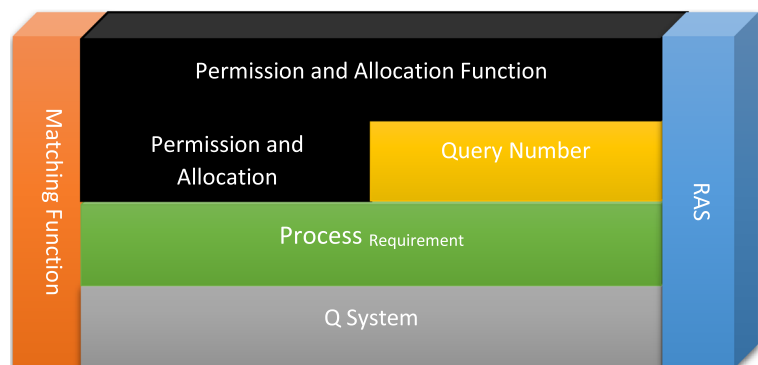 Matching Function
Permission and Allocation Function
Permission and
Allocation
Query Number
Process Requirement
Q System
RAS